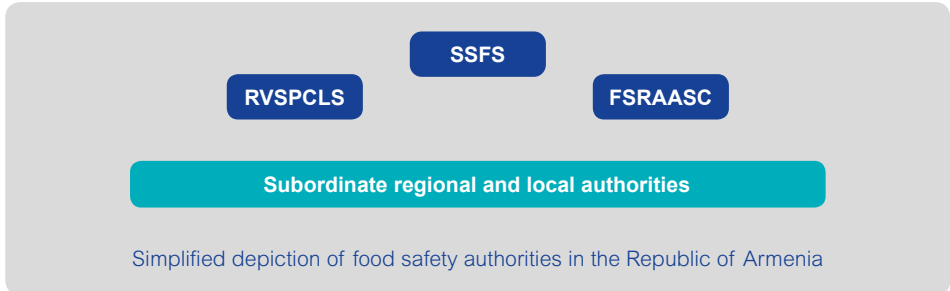 SSFS
RVSPCLS
FSRAASC
Subordinate regional and local authorities
Simplified depiction of food safety authorities in the Republic of Armenia